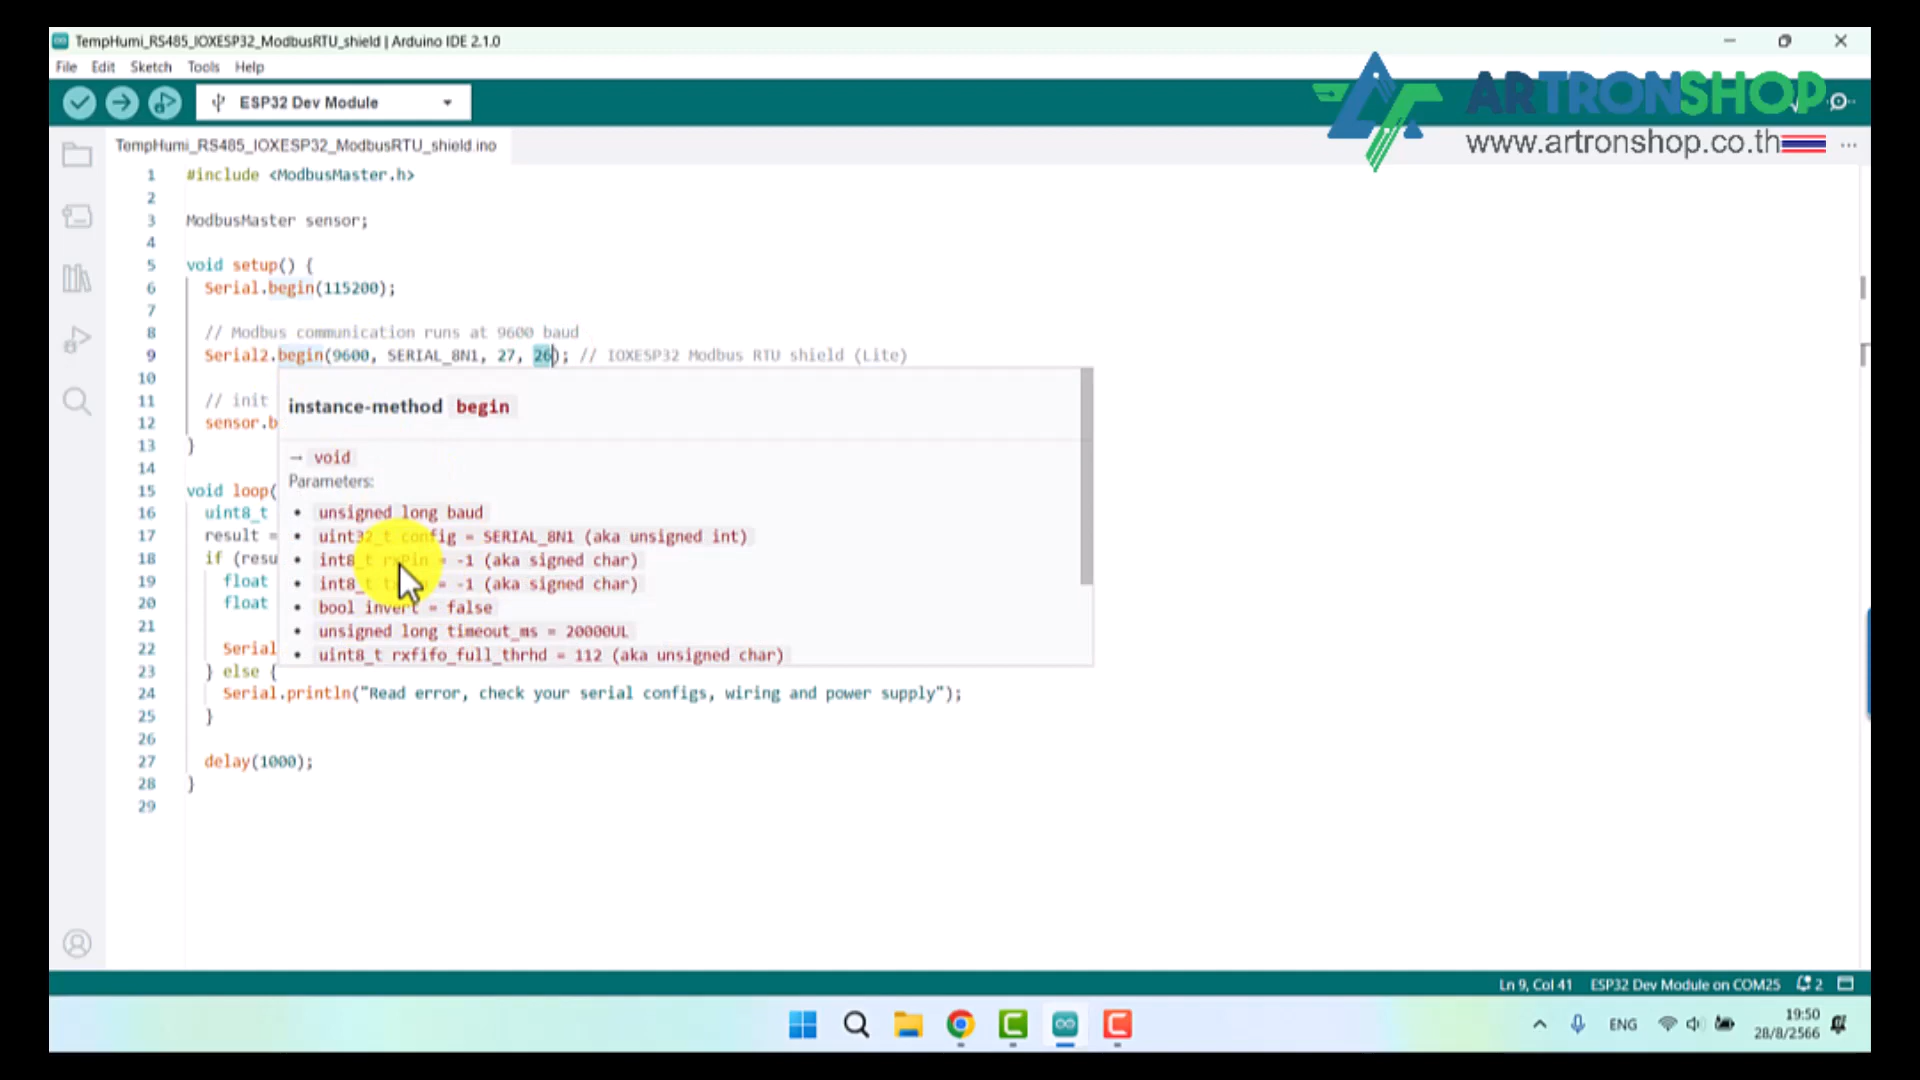 TempHumi_RS485_IOXESP32_ModbusRTU_shield | Arduino IDE 2.1.0
File Edit Sketch Tools Help
ESP32 Dev Module
ARTRONSHOP
www.artronshop.co.th
TempHumi_RS485_IOXESP32_ModbusRTU_shield.ino
1 #include <ModbusMaster.h>
2
3 ModbusMaster sensor;
4
5 void setup() {
6 Serial.begin(115200);
7
8 // Modbus communication runs at 9600 baud
9 Serial2.begin(9600, SERIAL_8N1, 27, 26); // IOXESP32 Modbus RTU shield (Lite)
10
11 // init
12 sensor.b
13 }
14
15 void loop(
16 uint8_t
17 result =
18 if (resu
19 float
20 float
21
22 Serial
23 } else {
24 Serial.println("Read error, check your serial configs, wiring and power supply");
25 }
26
27 delay(1000);
28 }
29
instance-method begin
→ void
Parameters:
• unsigned long baud
• uint32_t config = SERIAL_8N1 (aka unsigned int)
• int8_t rxPin = -1 (aka signed char)
• int8_t = -1 (aka signed char)
• bool invert = false
• unsigned long timeout_ms = 20000UL
• uint8_t rxfifo_full_thrhd = 112 (aka unsigned char)
Ln 9, Col 41 ESP32 Dev Module on COM25 2
ENG
19:50
28/8/2566